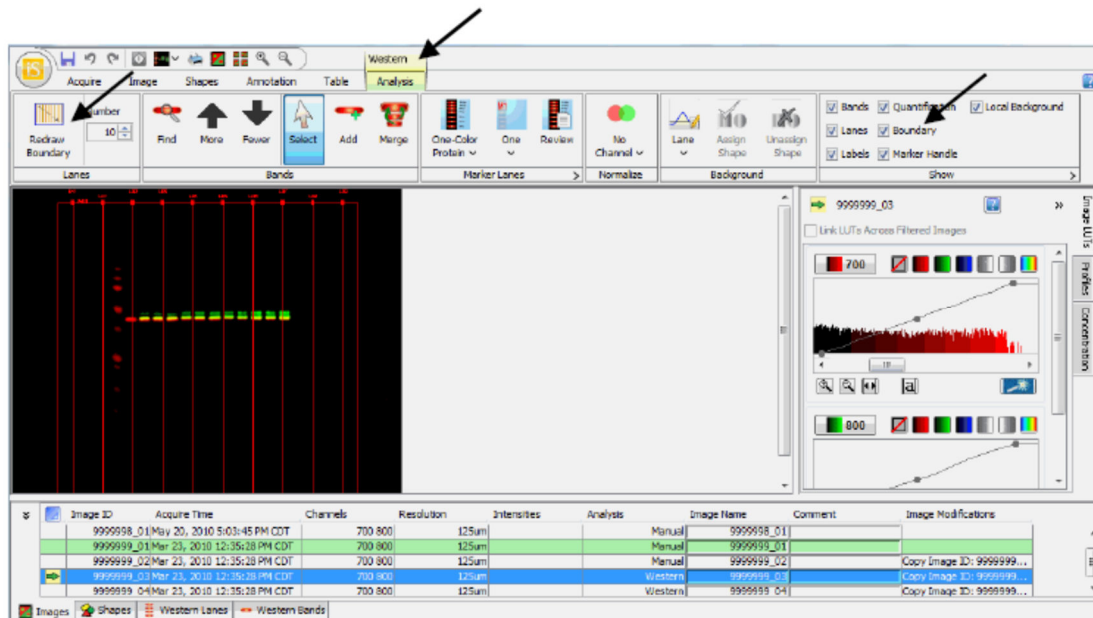 iS
Western
Acquire Image Shapes Annotation Table Analysis
Number
10
Redraw Boundary
Find More Fewer Select Add Merge
One-Color Protein One Review
No Channel
Lane Assign Shape Unassign Shape
Bands Quantification Local Background
Lanes Boundary
Labels Marker Handle
Lanes Bands Marker Lanes Normalize Background Show
9999999_03
Link LUTs Across Filtered Images
700
800
Image LUTs
Profiles
Concentration
Image ID Acquire Time Channels Resolution Intensities Analysis Image Name Comment Image Modifications
9999998_01 May 20, 2010 5:03:45 PM CDT 700 800 125um Manual 9999998_01
9999999_01 Mar 23, 2010 12:35:28 PM CDT 700 800 125um Manual 9999999_01
9999999_02 Mar 23, 2010 12:35:28 PM CDT 700 800 125um Manual 9999999_02 Copy Image ID: 9999999...
9999999_03 Mar 23, 2010 12:35:28 PM CDT 700 800 125um Western 9999999_03 Copy Image ID: 9999999...
9999999_04 Mar 23, 2010 12:35:28 PM CDT 700 800 125um Western 9999999_04 Copy Image ID: 9999999...
Images Shapes Western Lanes Western Bands